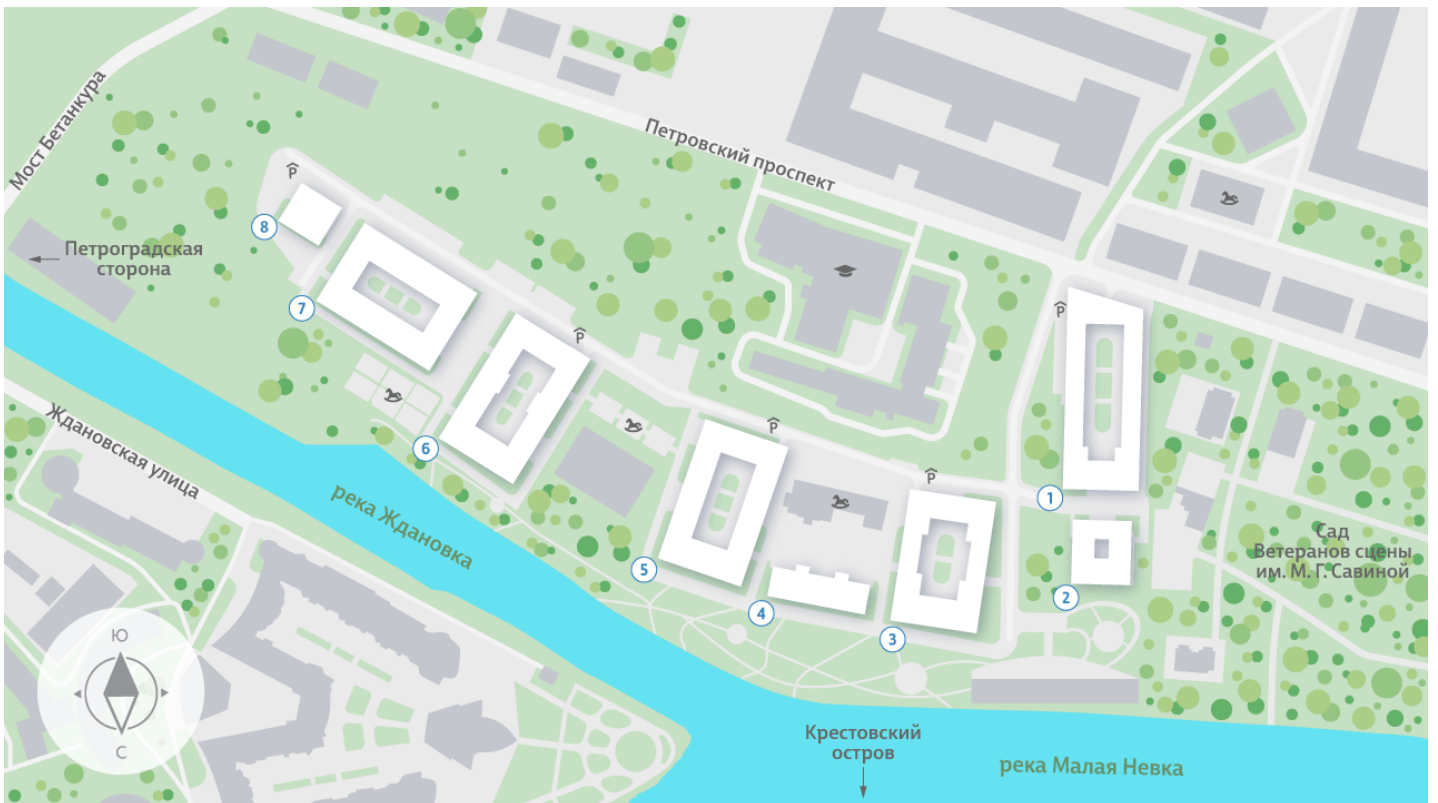 Мост Бетанкура
Петровский проспект
P
8
Петроградская
сторона
7
P
P
6
P
P
1
Ждановская улица
река Ждановка
5
4
3
2
Сад
Ветеранов сцены
им. М. Г. Савиной
Ю
С
Крестовский
остров
река Малая Невка